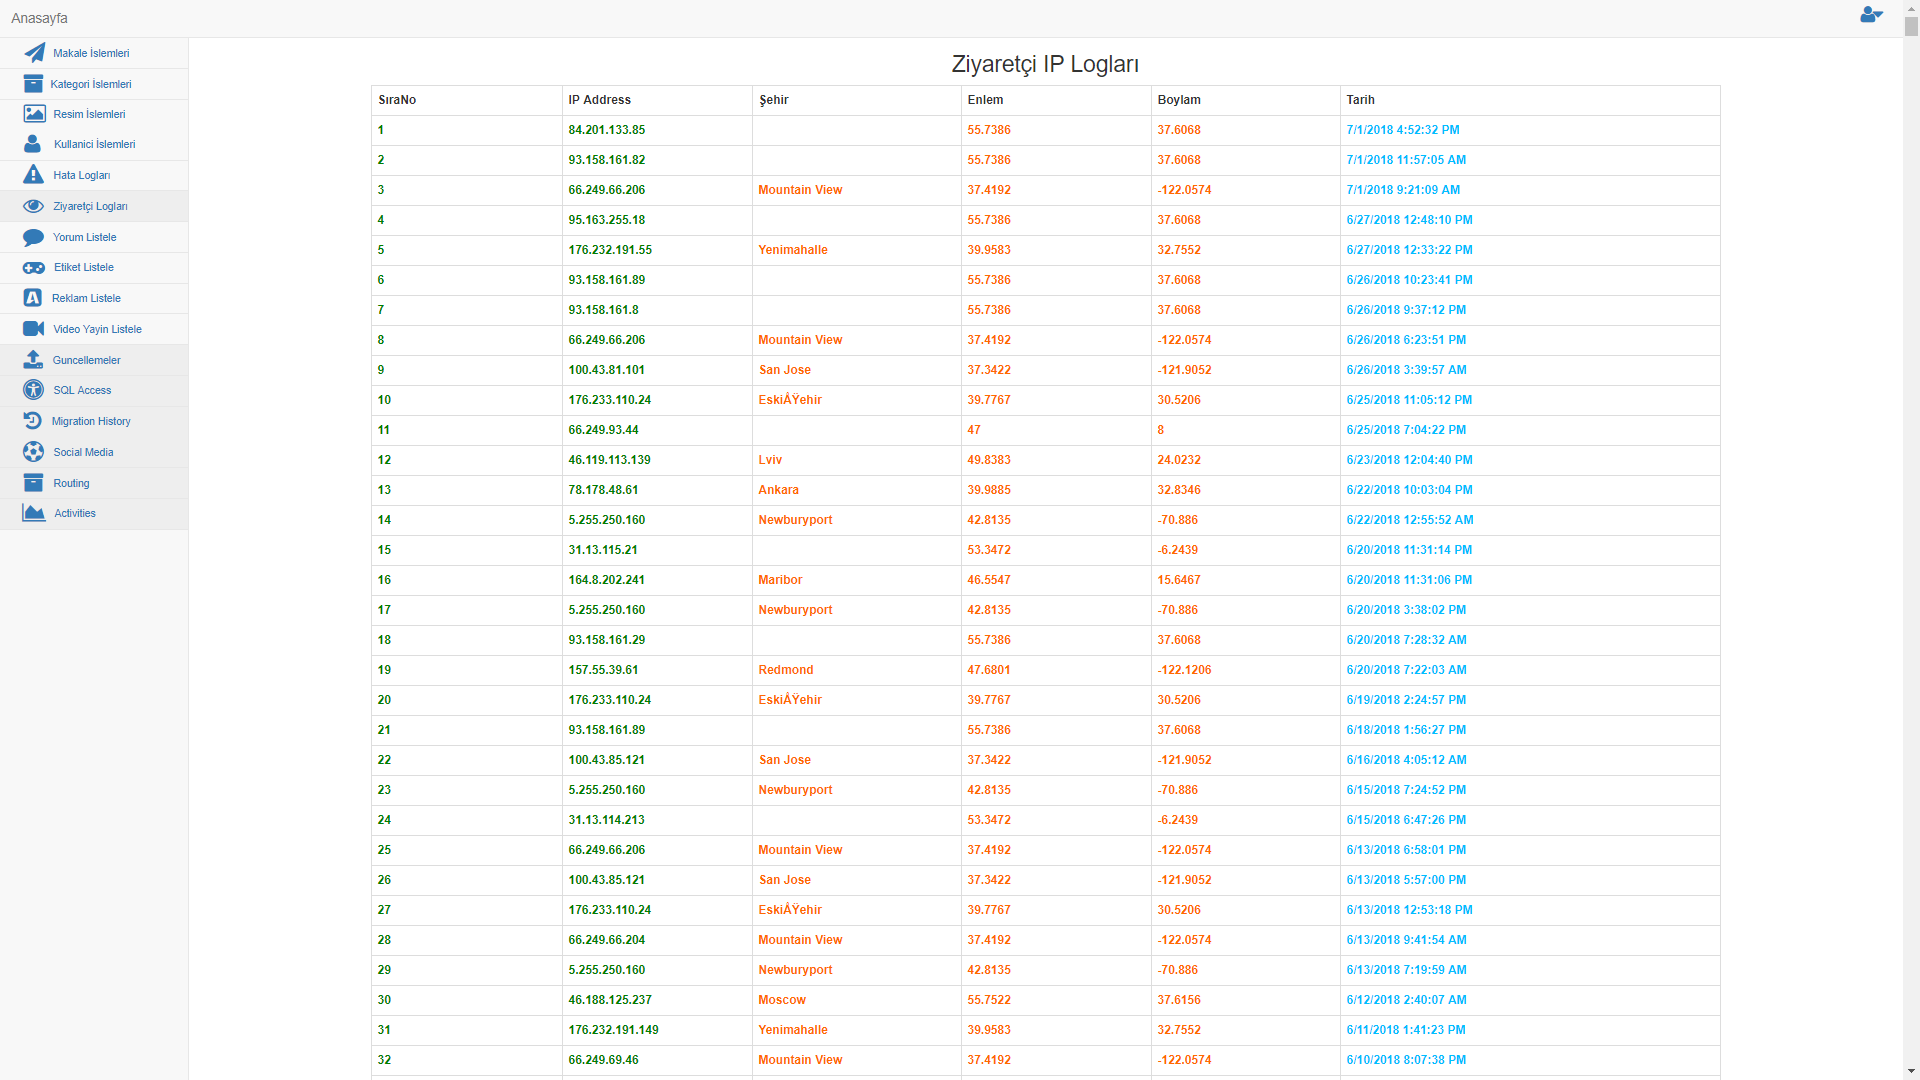 Anasayfa
Makale İslemleri
Kategori İslemleri
Resim İslemleri
Kullanici İslemleri
Hata Logları
Ziyaretçi Logları
Yorum Listele
Etiket Listele
Reklam Listele
Video Yayin Listele
Guncellemeler
SQL Access
Migration History
Social Media
Routing
Activities
Ziyaretçi IP Logları
SıraNo IP Address Şehir Enlem Boylam Tarih
1 84.201.133.85 55.7386 37.6068 7/1/2018 4:52:32 PM
2 93.158.161.82 55.7386 37.6068 7/1/2018 11:57:05 AM
3 66.249.66.206 Mountain View 37.4192 -122.0574 7/1/2018 9:21:09 AM
4 95.163.255.18 55.7386 37.6068 6/27/2018 12:48:10 PM
5 176.232.191.55 Yenimahalle 39.9583 32.7552 6/27/2018 12:33:22 PM
6 93.158.161.89 55.7386 37.6068 6/26/2018 10:23:41 PM
7 93.158.161.8 55.7386 37.6068 6/26/2018 9:37:12 PM
8 66.249.66.206 Mountain View 37.4192 -122.0574 6/26/2018 6:23:51 PM
9 100.43.81.101 San Jose 37.3422 -121.9052 6/26/2018 3:39:57 AM
10 176.233.110.24 EskiÅŸehir 39.7767 30.5206 6/25/2018 11:05:12 PM
11 66.249.93.44 47 8 6/25/2018 7:04:22 PM
12 46.119.113.139 Lviv 49.8383 24.0232 6/23/2018 12:04:40 PM
13 78.178.48.61 Ankara 39.9885 32.8346 6/22/2018 10:03:04 PM
14 5.255.250.160 Newburyport 42.8135 -70.886 6/22/2018 12:55:52 AM
15 31.13.115.21 53.3472 -6.2439 6/20/2018 11:31:14 PM
16 164.8.202.241 Maribor 46.5547 15.6467 6/20/2018 11:31:06 PM
17 5.255.250.160 Newburyport 42.8135 -70.886 6/20/2018 3:38:02 PM
18 93.158.161.29 55.7386 37.6068 6/20/2018 7:28:32 AM
19 157.55.39.61 Redmond 47.6801 -122.1206 6/20/2018 7:22:03 AM
20 176.233.110.24 EskiÅŸehir 39.7767 30.5206 6/19/2018 2:24:57 PM
21 93.158.161.89 55.7386 37.6068 6/18/2018 1:56:27 PM
22 100.43.85.121 San Jose 37.3422 -121.9052 6/16/2018 4:05:12 AM
23 5.255.250.160 Newburyport 42.8135 -70.886 6/15/2018 7:24:52 PM
24 31.13.114.213 53.3472 -6.2439 6/15/2018 6:47:26 PM
25 66.249.66.206 Mountain View 37.4192 -122.0574 6/13/2018 6:58:01 PM
26 100.43.85.121 San Jose 37.3422 -121.9052 6/13/2018 5:57:00 PM
27 176.233.110.24 EskiÅŸehir 39.7767 30.5206 6/13/2018 12:53:18 PM
28 66.249.66.204 Mountain View 37.4192 -122.0574 6/13/2018 9:41:54 AM
29 5.255.250.160 Newburyport 42.8135 -70.886 6/13/2018 7:19:59 AM
30 46.188.125.237 Moscow 55.7522 37.6156 6/12/2018 2:40:07 AM
31 176.232.191.149 Yenimahalle 39.9583 32.7552 6/11/2018 1:41:23 PM
32 66.249.69.46 Mountain View 37.4192 -122.0574 6/10/2018 8:07:38 PM